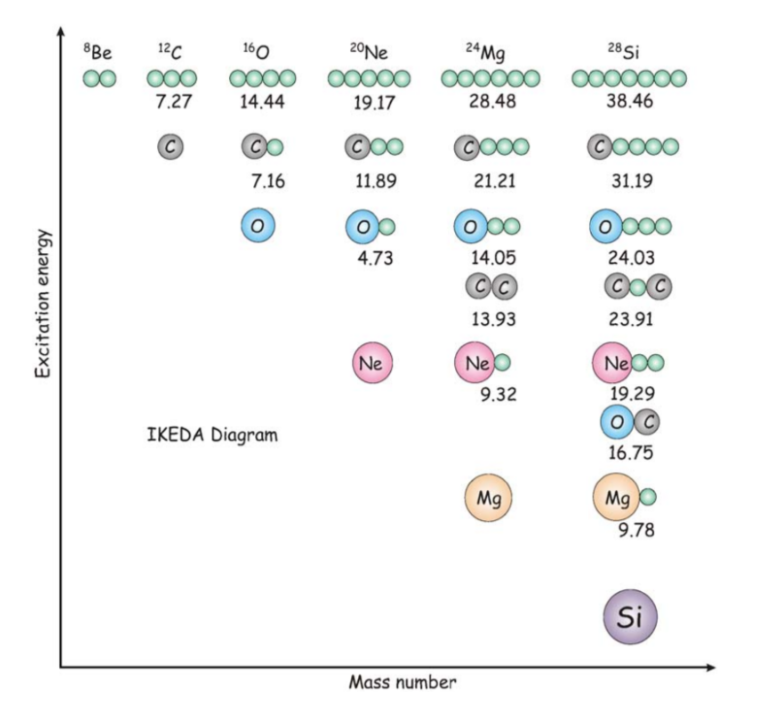 ⁸Be ¹²C ¹⁶O ²⁰Ne ²⁴Mg ²⁸Si
7.27 14.44 19.17 28.48 38.46
C C C C C
7.16 11.89 21.21 31.19
O O O O
4.73 14.05 24.03
C C C C
13.93 23.91
Ne Ne Ne
9.32 19.29
O C
16.75
IKEDA Diagram
Mg Mg
9.78
Si
Excitation energy
Mass number